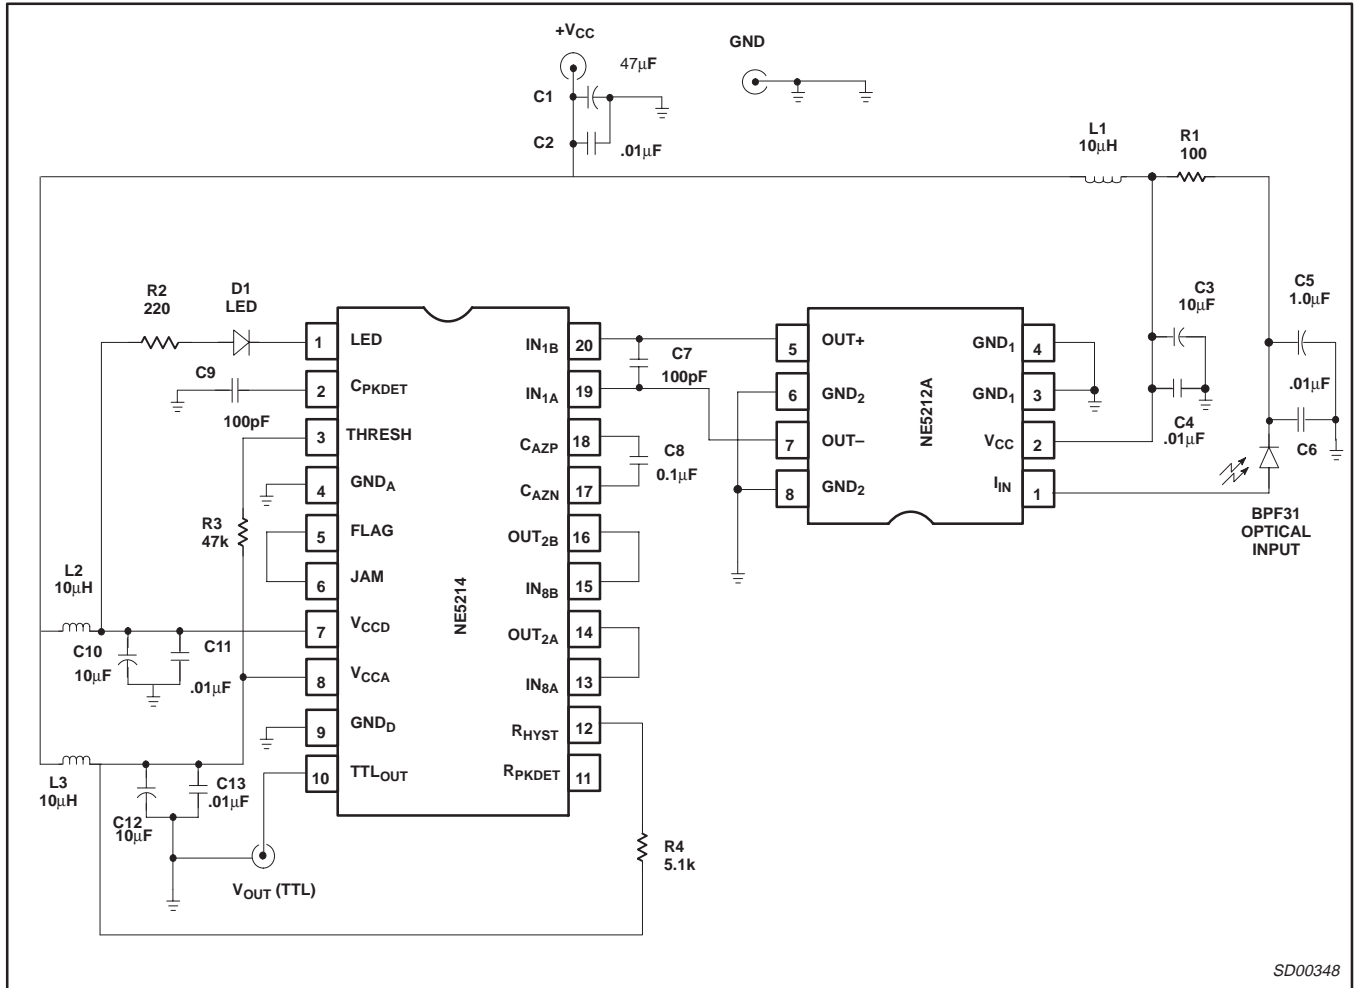 +VCC
GND
47µF
C1
C2
.01µF
L1
10µH
R1
100
R2
220
D1
LED
C9
100pF
R3
47k
L2
10µH
C10
10µF
C11
.01µF
L3
10µH
C12
10µF
C13
.01µF
VOUT (TTL)
1 LED
2 CPKDET
3 THRESH
4 GNDA
5 FLAG
6 JAM
7 VCCD
8 VCCA
9 GNDD
10 TTLOUT
NE5214
IN1B 20
IN1A 19
CAZP 18
CAZN 17
OUT2B 16
IN8B 15
OUT2A 14
IN8A 13
RHYST 12
RPKDET 11
C7
100pF
C8
0.1µF
R4
5.1k
5 OUT+
6 GND2
7 OUT–
8 GND2
NE5212A
GND1 4
GND1 3
VCC 2
IIN 1
C3
10µF
C4
.01µF
C5
1.0µF
.01µF
C6
BPF31
OPTICAL
INPUT
SD00348